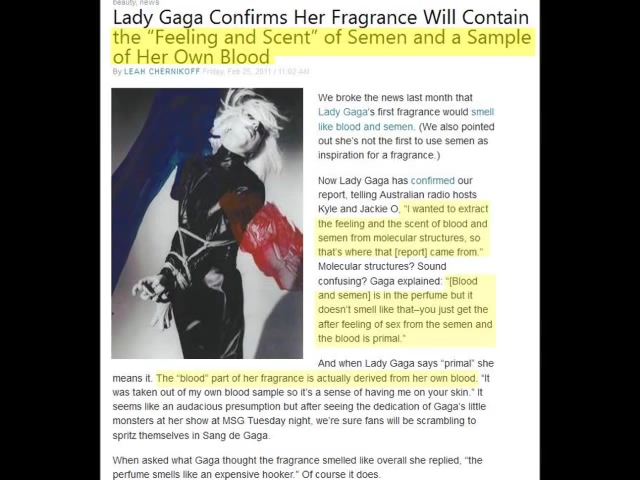 beauty, news
Lady Gaga Confirms Her Fragrance Will Contain
the “Feeling and Scent” of Semen and a Sample
of Her Own Blood
By LEAH CHERNIKOFF Friday, Feb 25, 2011 / 11:02 AM
We broke the news last month that
Lady Gaga's first fragrance would smell
like blood and semen. (We also pointed
out she's not the first to use semen as
inspiration for a fragrance.)
Now Lady Gaga has confirmed our
report, telling Australian radio hosts
Kyle and Jackie O, “I wanted to extract
the feeling and the scent of blood and
semen from molecular structures, so
that's where that [report] came from.”
Molecular structures? Sound
confusing? Gaga explained: “[Blood
and semen] is in the perfume but it
doesn't smell like that–you just get the
after feeling of sex from the semen and
the blood is primal.”
And when Lady Gaga says “primal” she
means it. The “blood” part of her fragrance is actually derived from her own blood. “It
was taken out of my own blood sample so it's a sense of having me on your skin.” It
seems like an audacious presumption but after seeing the dedication of Gaga's little
monsters at her show at MSG Tuesday night, we're sure fans will be scrambling to
spritz themselves in Sang de Gaga.
When asked what Gaga thought the fragrance smelled like overall she replied, “the
perfume smells like an expensive hooker.” Of course it does.